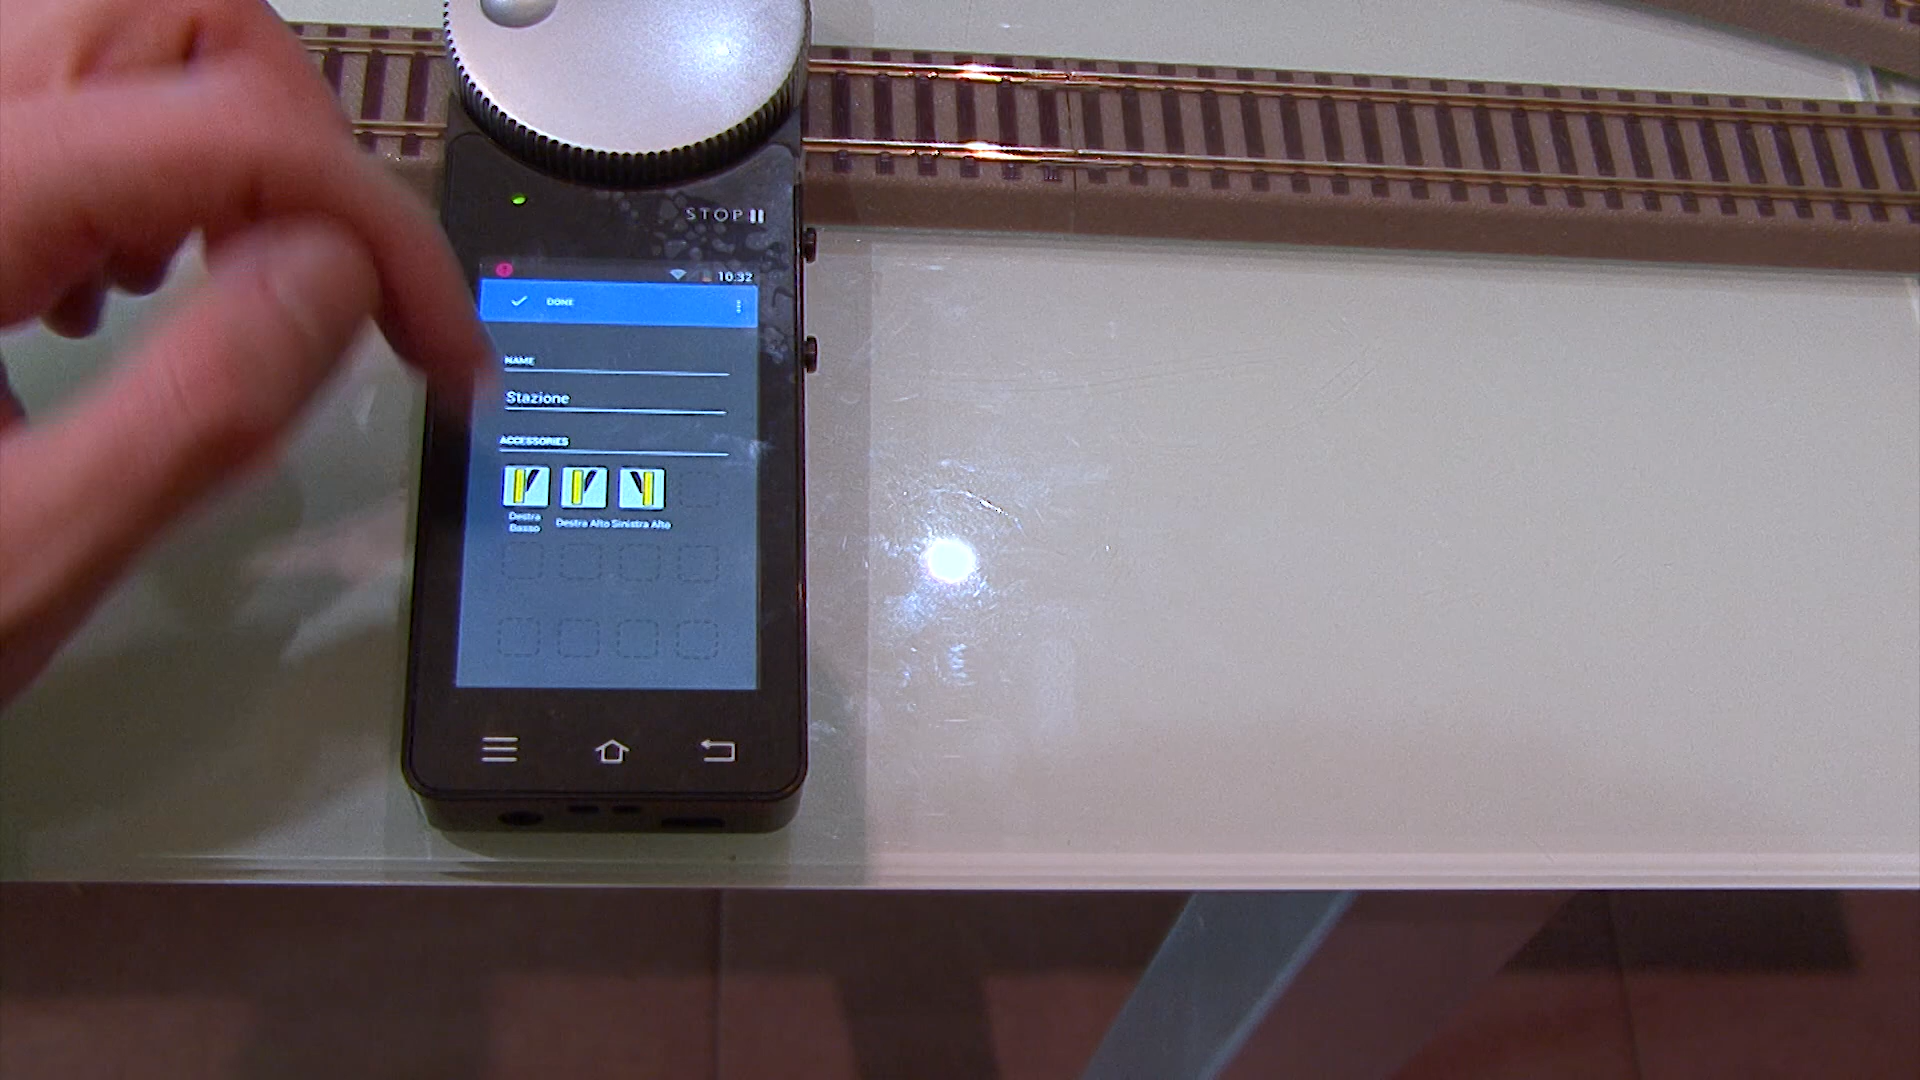 STOP
10:32
DONE
NAME
Stazione
ACCESSORIES
Destra Basso
Destra Alto
Sinistra Alto